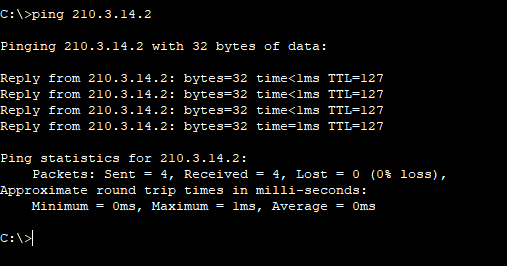 C:\>ping 210.3.14.2
Pinging 210.3.14.2 with 32 bytes of data:
Reply from 210.3.14.2: bytes=32 time<1ms TTL=127
Reply from 210.3.14.2: bytes=32 time<1ms TTL=127
Reply from 210.3.14.2: bytes=32 time<1ms TTL=127
Reply from 210.3.14.2: bytes=32 time=1ms TTL=127
Ping statistics for 210.3.14.2:
Packets: Sent = 4, Received = 4, Lost = 0 (0% loss),
Approximate round trip times in milli-seconds:
Minimum = 0ms, Maximum = 1ms, Average = 0ms
C:\>